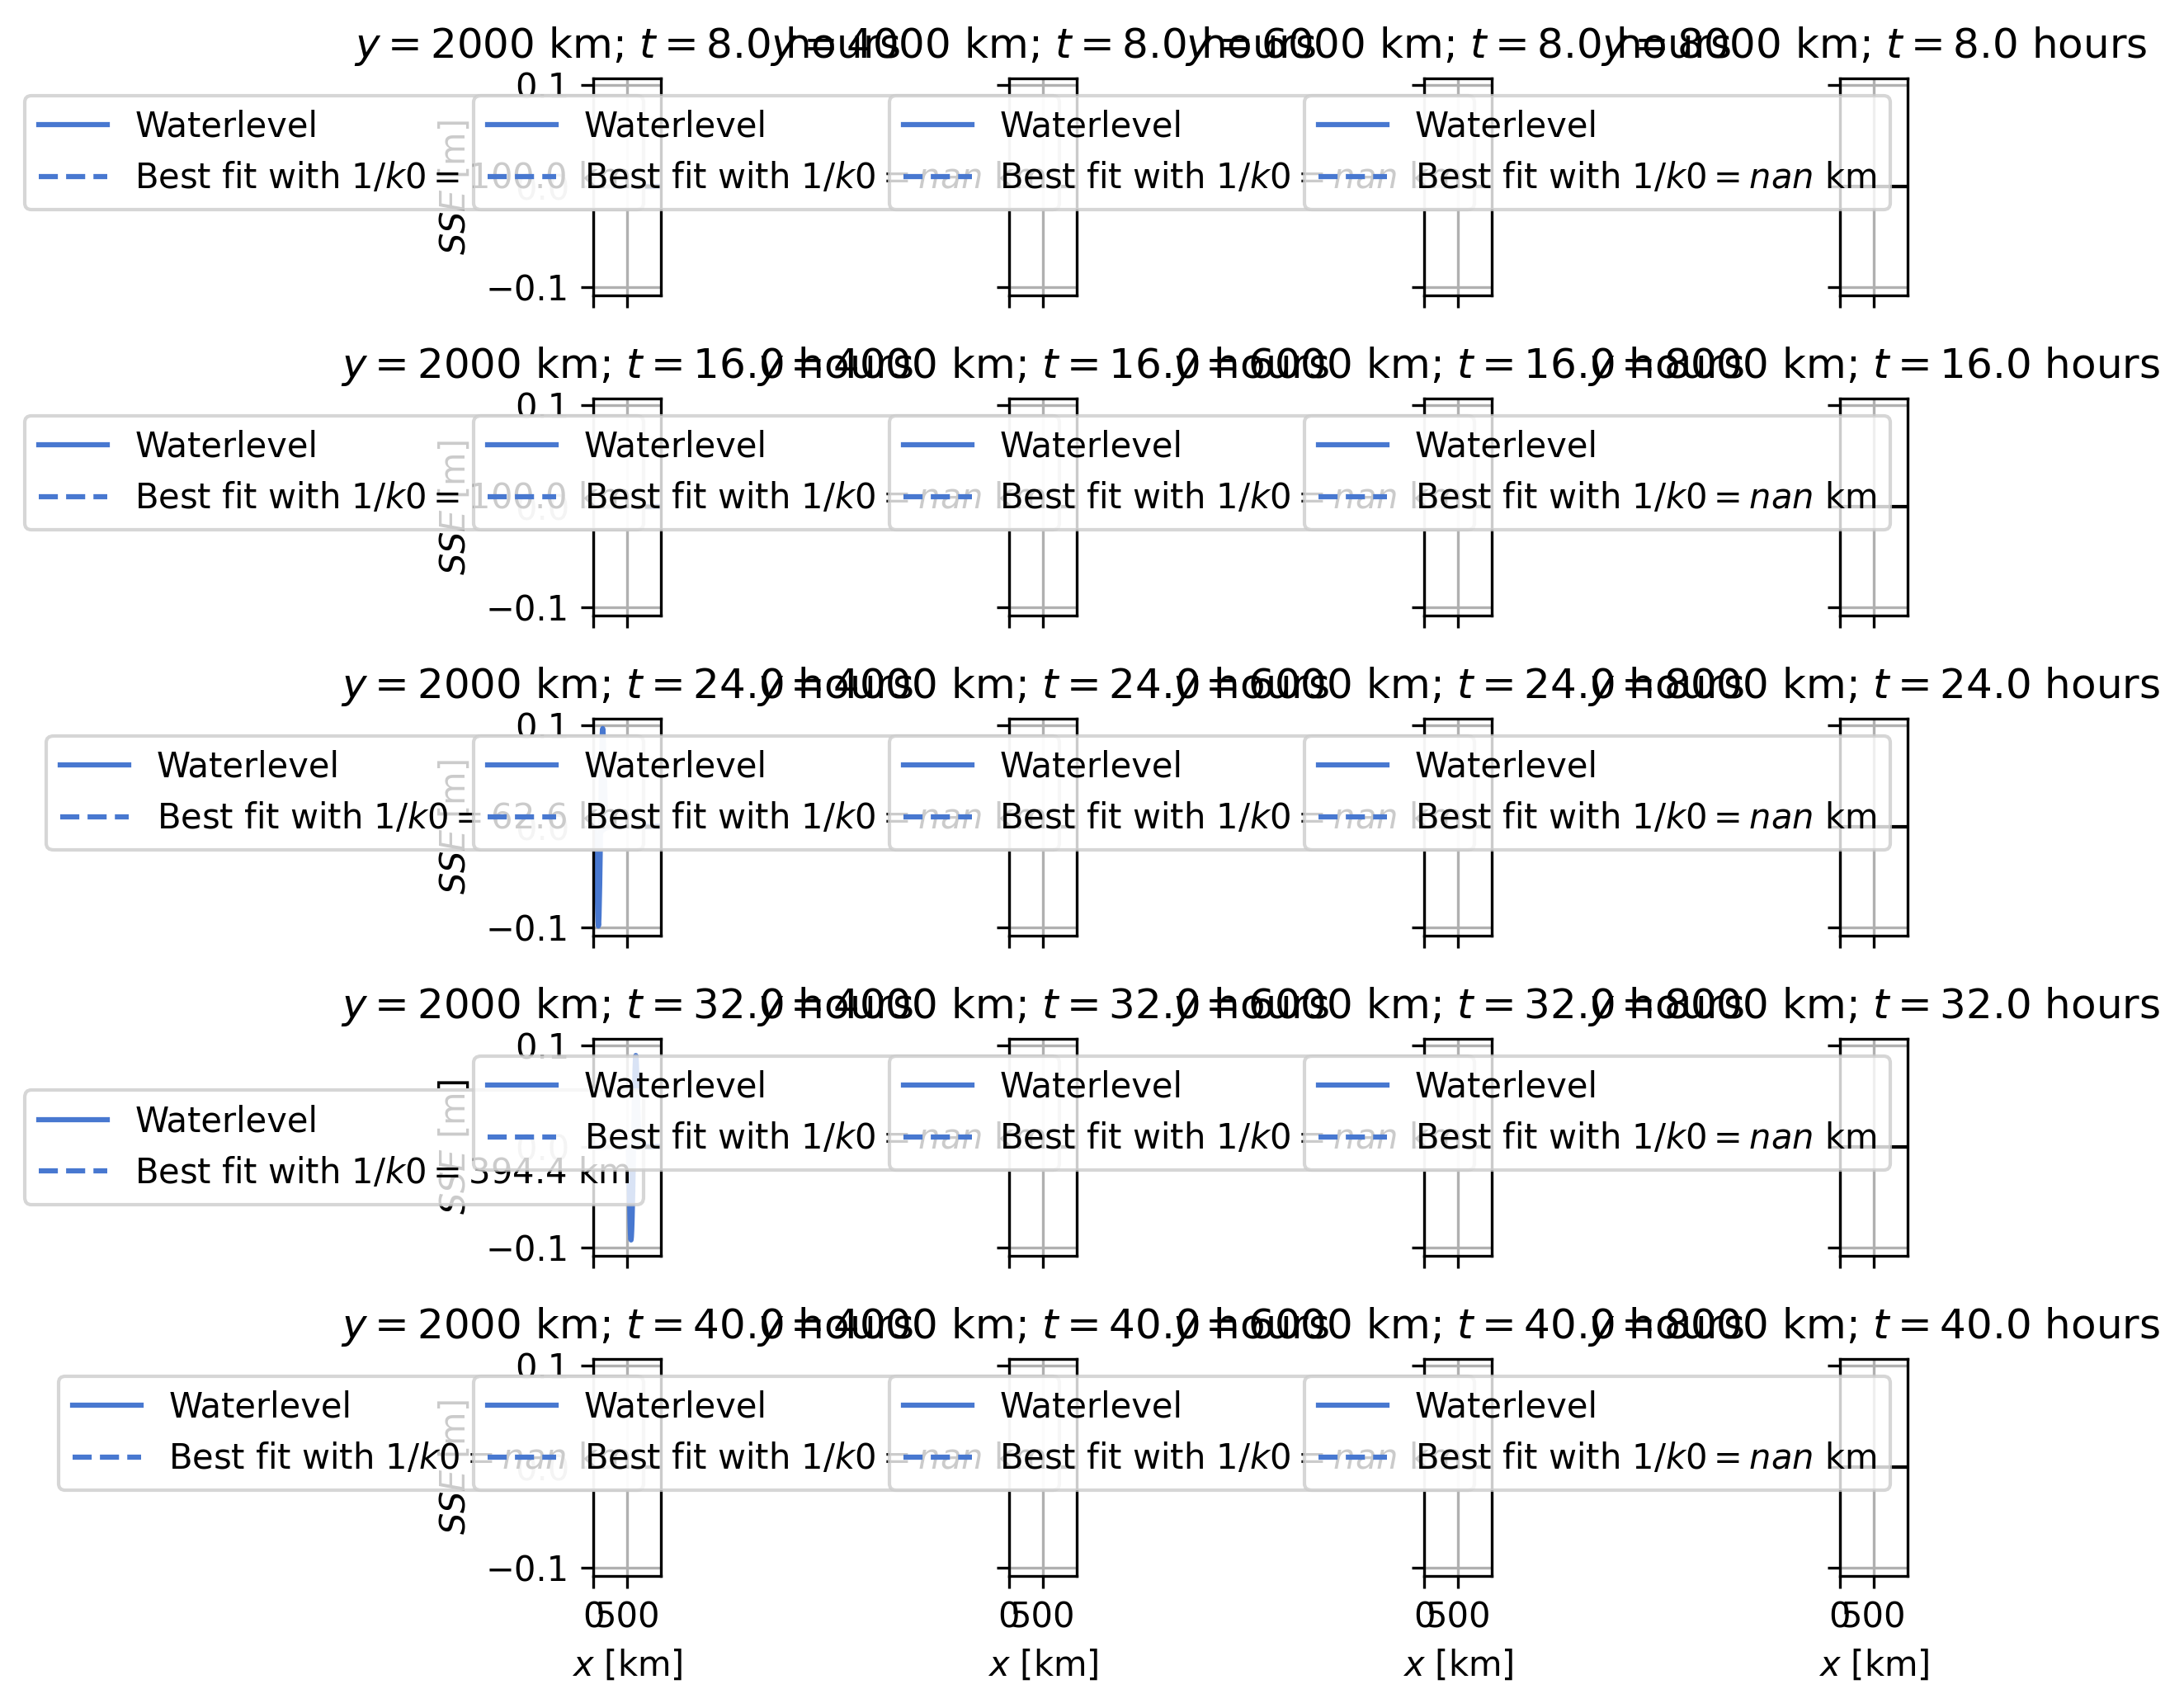 y = 2000 km; t = 8.0 hours
y = 4000 km; t = 8.0 hours
y = 6000 km; t = 8.0 hours
y = 8000 km; t = 8.0 hours
0.1
0.0
−0.1
SSE [m]
Waterlevel
Best fit with 1/k0 = 100.0 km
Waterlevel
Best fit with 1/k0 = nan km
Waterlevel
Best fit with 1/k0 = nan km
Waterlevel
Best fit with 1/k0 = nan km
y = 2000 km; t = 16.0 hours
y = 4000 km; t = 16.0 hours
y = 6000 km; t = 16.0 hours
y = 8000 km; t = 16.0 hours
0.1
0.0
−0.1
SSE [m]
Waterlevel
Best fit with 1/k0 = 100.0 km
Waterlevel
Best fit with 1/k0 = nan km
Waterlevel
Best fit with 1/k0 = nan km
Waterlevel
Best fit with 1/k0 = nan km
y = 2000 km; t = 24.0 hours
y = 4000 km; t = 24.0 hours
y = 6000 km; t = 24.0 hours
y = 8000 km; t = 24.0 hours
0.1
0.0
−0.1
SSE [m]
Waterlevel
Best fit with 1/k0 = 62.6 km
Waterlevel
Best fit with 1/k0 = nan km
Waterlevel
Best fit with 1/k0 = nan km
Waterlevel
Best fit with 1/k0 = nan km
y = 2000 km; t = 32.0 hours
y = 4000 km; t = 32.0 hours
y = 6000 km; t = 32.0 hours
y = 8000 km; t = 32.0 hours
0.1
0.0
−0.1
SSE [m]
Waterlevel
Best fit with 1/k0 = 394.4 km
Waterlevel
Best fit with 1/k0 = nan km
Waterlevel
Best fit with 1/k0 = nan km
Waterlevel
Best fit with 1/k0 = nan km
y = 2000 km; t = 40.0 hours
y = 4000 km; t = 40.0 hours
y = 6000 km; t = 40.0 hours
y = 8000 km; t = 40.0 hours
0.1
0.0
−0.1
SSE [m]
Waterlevel
Best fit with 1/k0 = nan km
Waterlevel
Best fit with 1/k0 = nan km
Waterlevel
Best fit with 1/k0 = nan km
Waterlevel
Best fit with 1/k0 = nan km
0 500
0 500
0 500
0 500
x [km]
x [km]
x [km]
x [km]